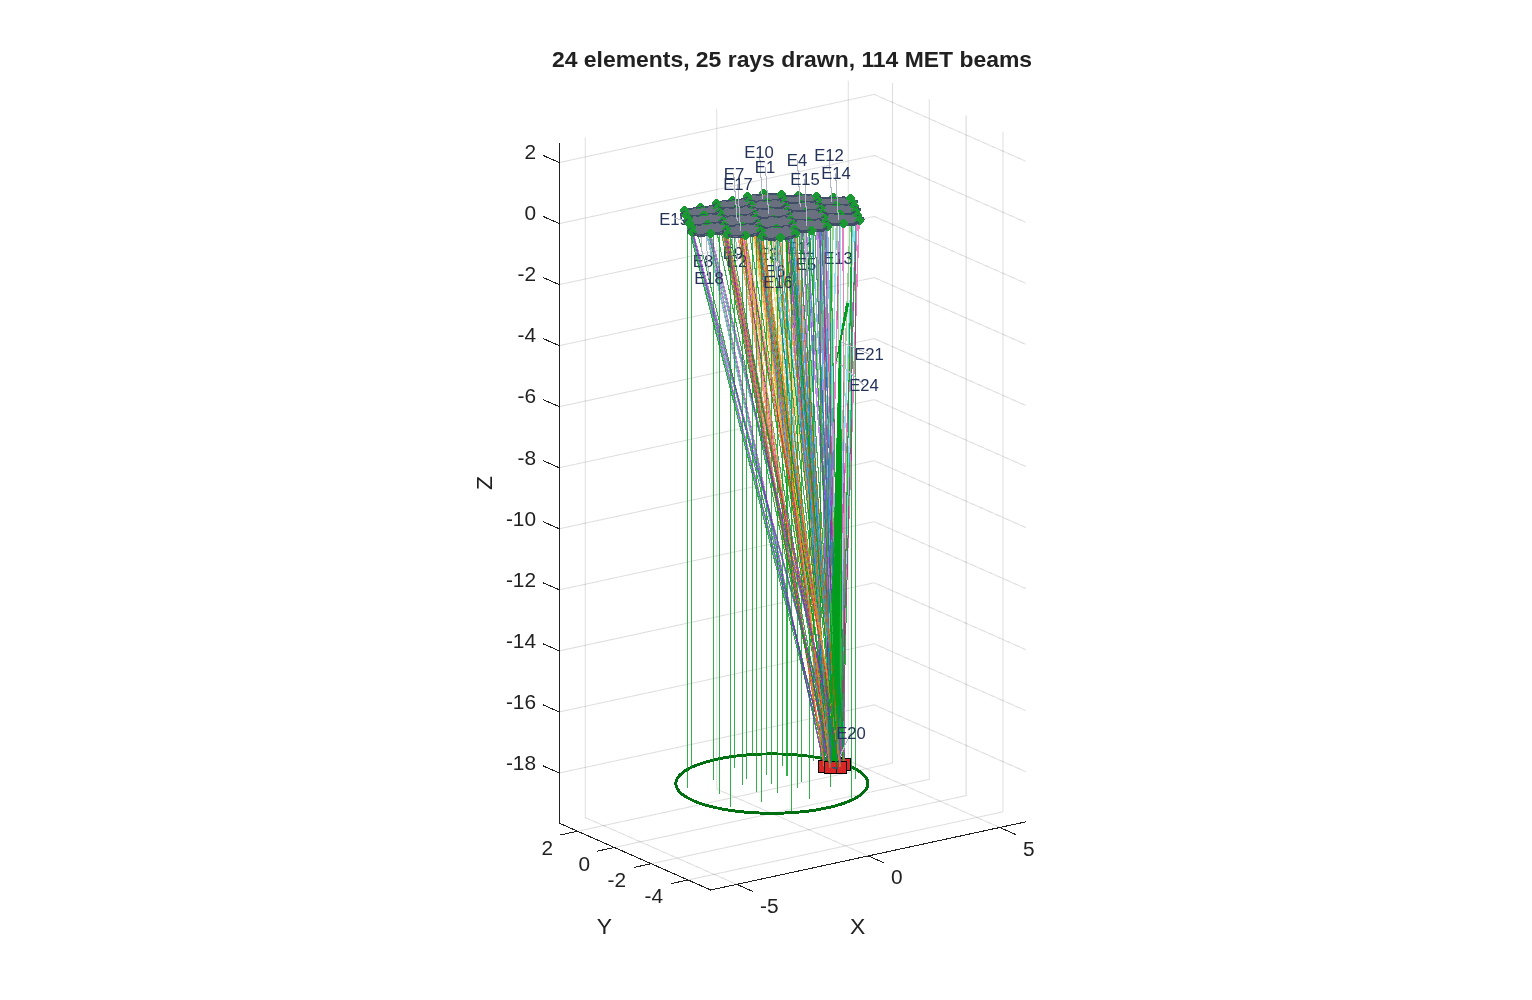 24 elements, 25 rays drawn, 114 MET beams
E10
E1
E4
E12
E7
E17
E15
E14
E13
E8
E18
E16
E21
E24
E20
2
0
-2
-4
-6
-8
-10
-12
-14
-16
-18
Z
2
0
-2
-4
Y
-5
0
5
X